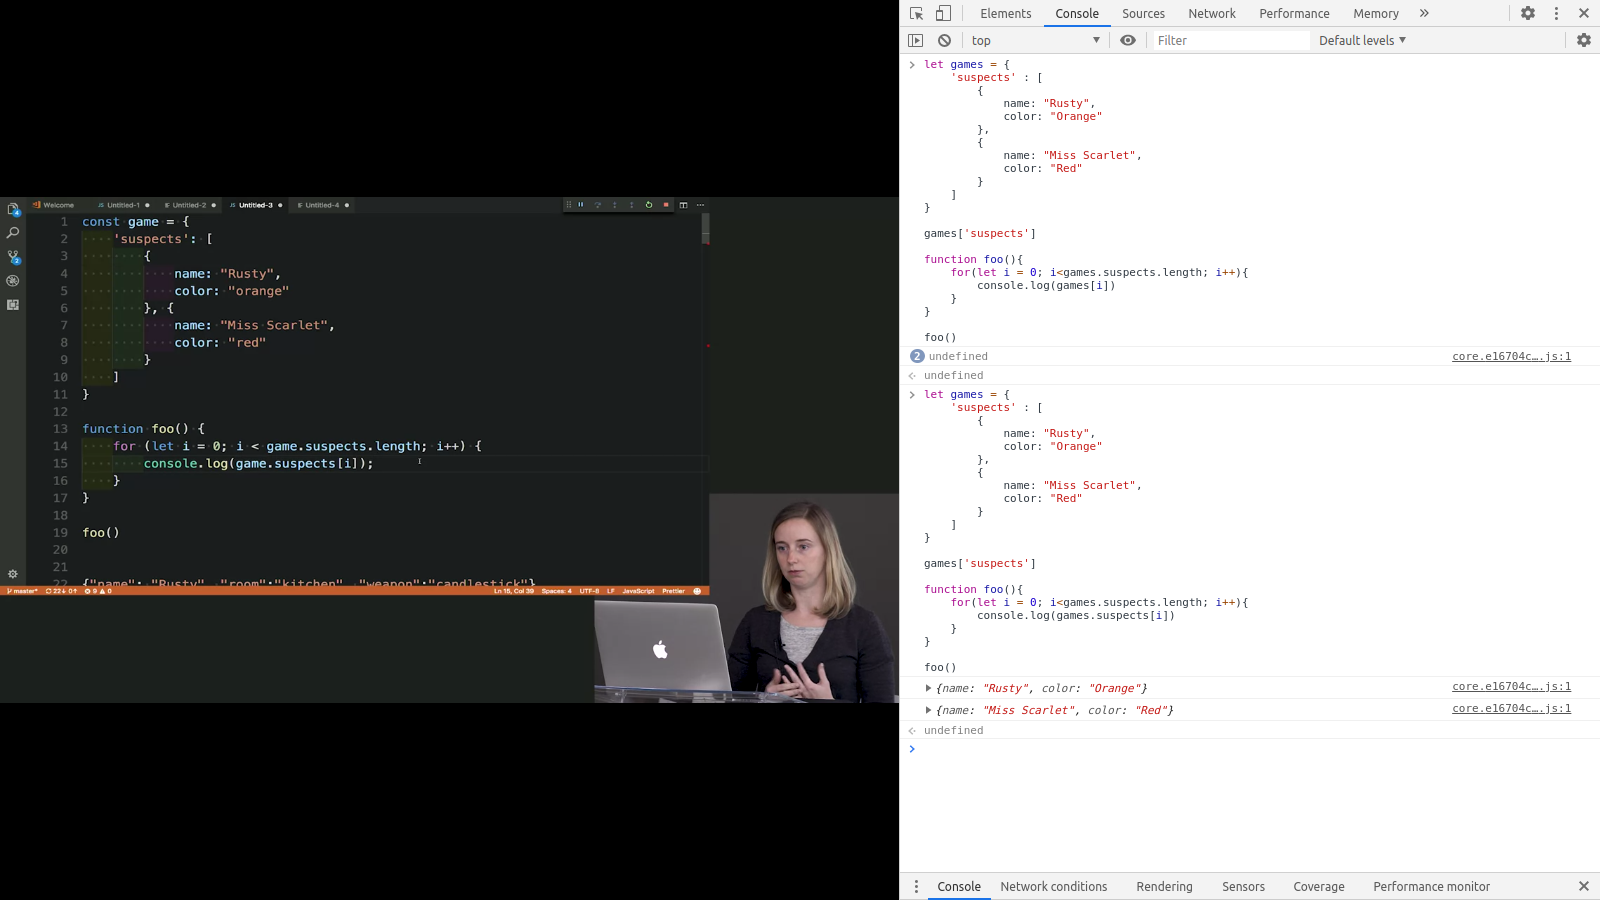 Welcome
JS Untitled-1
Untitled-2
JS Untitled-3
Untitled-4
1 const game = {
2 'suspects': [
3 {
4 name: "Rusty",
5 color: "orange"
6 }, {
7 name: "Miss Scarlet",
8 color: "red"
9 }
10 ]
11 }
12
13 function foo() {
14 for (let i = 0; i < game.suspects.length; i++) {
15 console.log(game.suspects[i]);
16 }
17 }
18
19 foo()
20
21
22 {"name": "Rusty", "room":"kitchen", "weapon":"candlestick"}
master* 22↓ 0↑ 9 0 Ln 15, Col 39 Spaces: 4 UTF-8 LF JavaScript Prettier
Elements Console Sources Network Performance Memory »
top Filter Default levels
let games = {
'suspects' : [
{
name: "Rusty",
color: "Orange"
},
{
name: "Miss Scarlet",
color: "Red"
}
]
}
games['suspects']
function foo(){
for(let i = 0; i<games.suspects.length; i++){
console.log(games[i])
}
}
foo()
2 undefined core.e16704c….js:1
undefined
let games = {
'suspects' : [
{
name: "Rusty",
color: "Orange"
},
{
name: "Miss Scarlet",
color: "Red"
}
]
}
games['suspects']
function foo(){
for(let i = 0; i<games.suspects.length; i++){
console.log(games.suspects[i])
}
}
foo()
{name: "Rusty", color: "Orange"} core.e16704c….js:1
{name: "Miss Scarlet", color: "Red"} core.e16704c….js:1
undefined
Console Network conditions Rendering Sensors Coverage Performance monitor